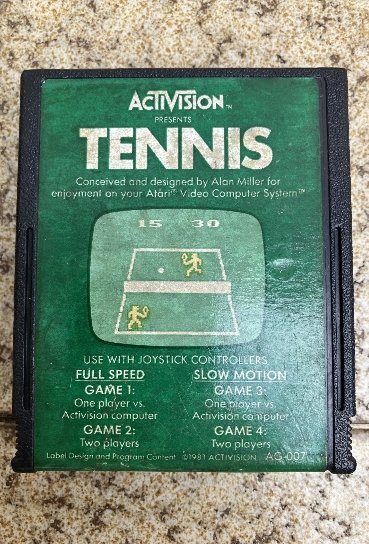 ACTIVISION™
PRESENTS
TENNIS
Conceived and designed by Alan Miller for
enjoyment on your Atari® Video Computer System™
15 30
USE WITH JOYSTICK CONTROLLERS
FULL SPEED SLOW MOTION
GAME 1: GAME 3:
One player vs. One player vs.
Activision computer Activision computer
GAME 2: GAME 4:
Two players Two players
Label Design and Program Content ©1981 ACTIVISION AG-007